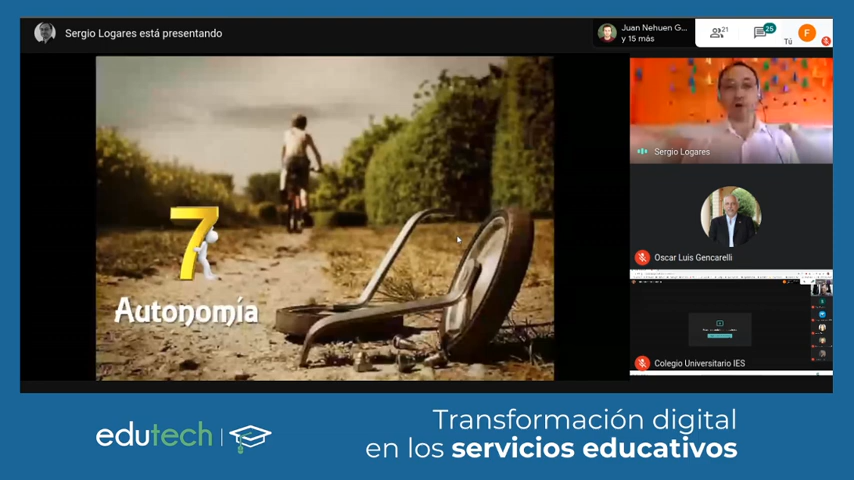 Sergio Logares está presentando
Juan Nehuen G...
y 15 más
21
25
Tú
F
7
Autonomía
Sergio Logares
Oscar Luis Gencarelli
Colegio Universitario IES
edutech
Transformación digital
en los servicios educativos